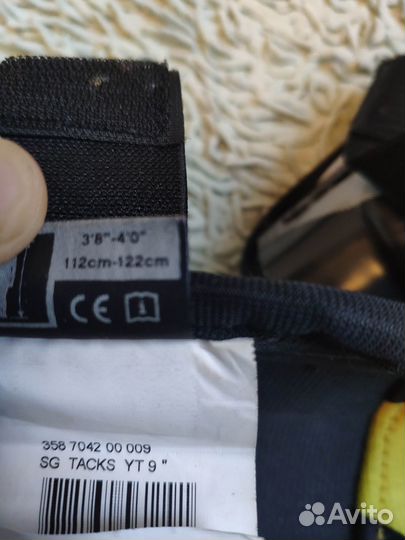 3'8"-4'0"
112cm-122cm
CE
358 7042 00 009
SG TACKS YT 9 "
Avito